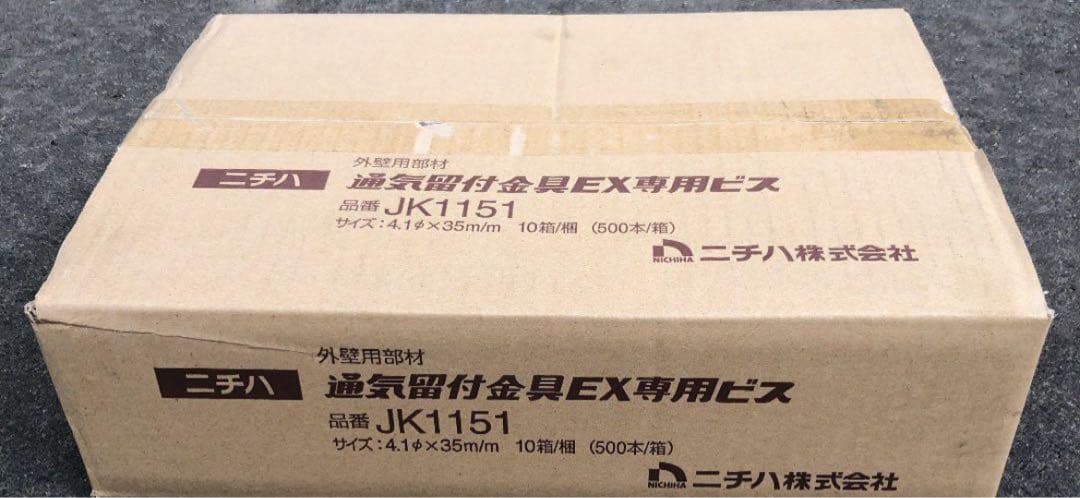 外壁用部材
ニチハ 通気留付金具EX専用ビス
品番 JK1151
サイズ:4.1φ×35m/m 10箱/梱 (500本/箱)
NICHIHA ニチハ株式会社
外壁用部材
ニチハ 通気留付金具EX専用ビス
品番 JK1151
サイズ:4.1φ×35m/m 10箱/梱 (500本/箱)
NICHIHA ニチハ株式会社